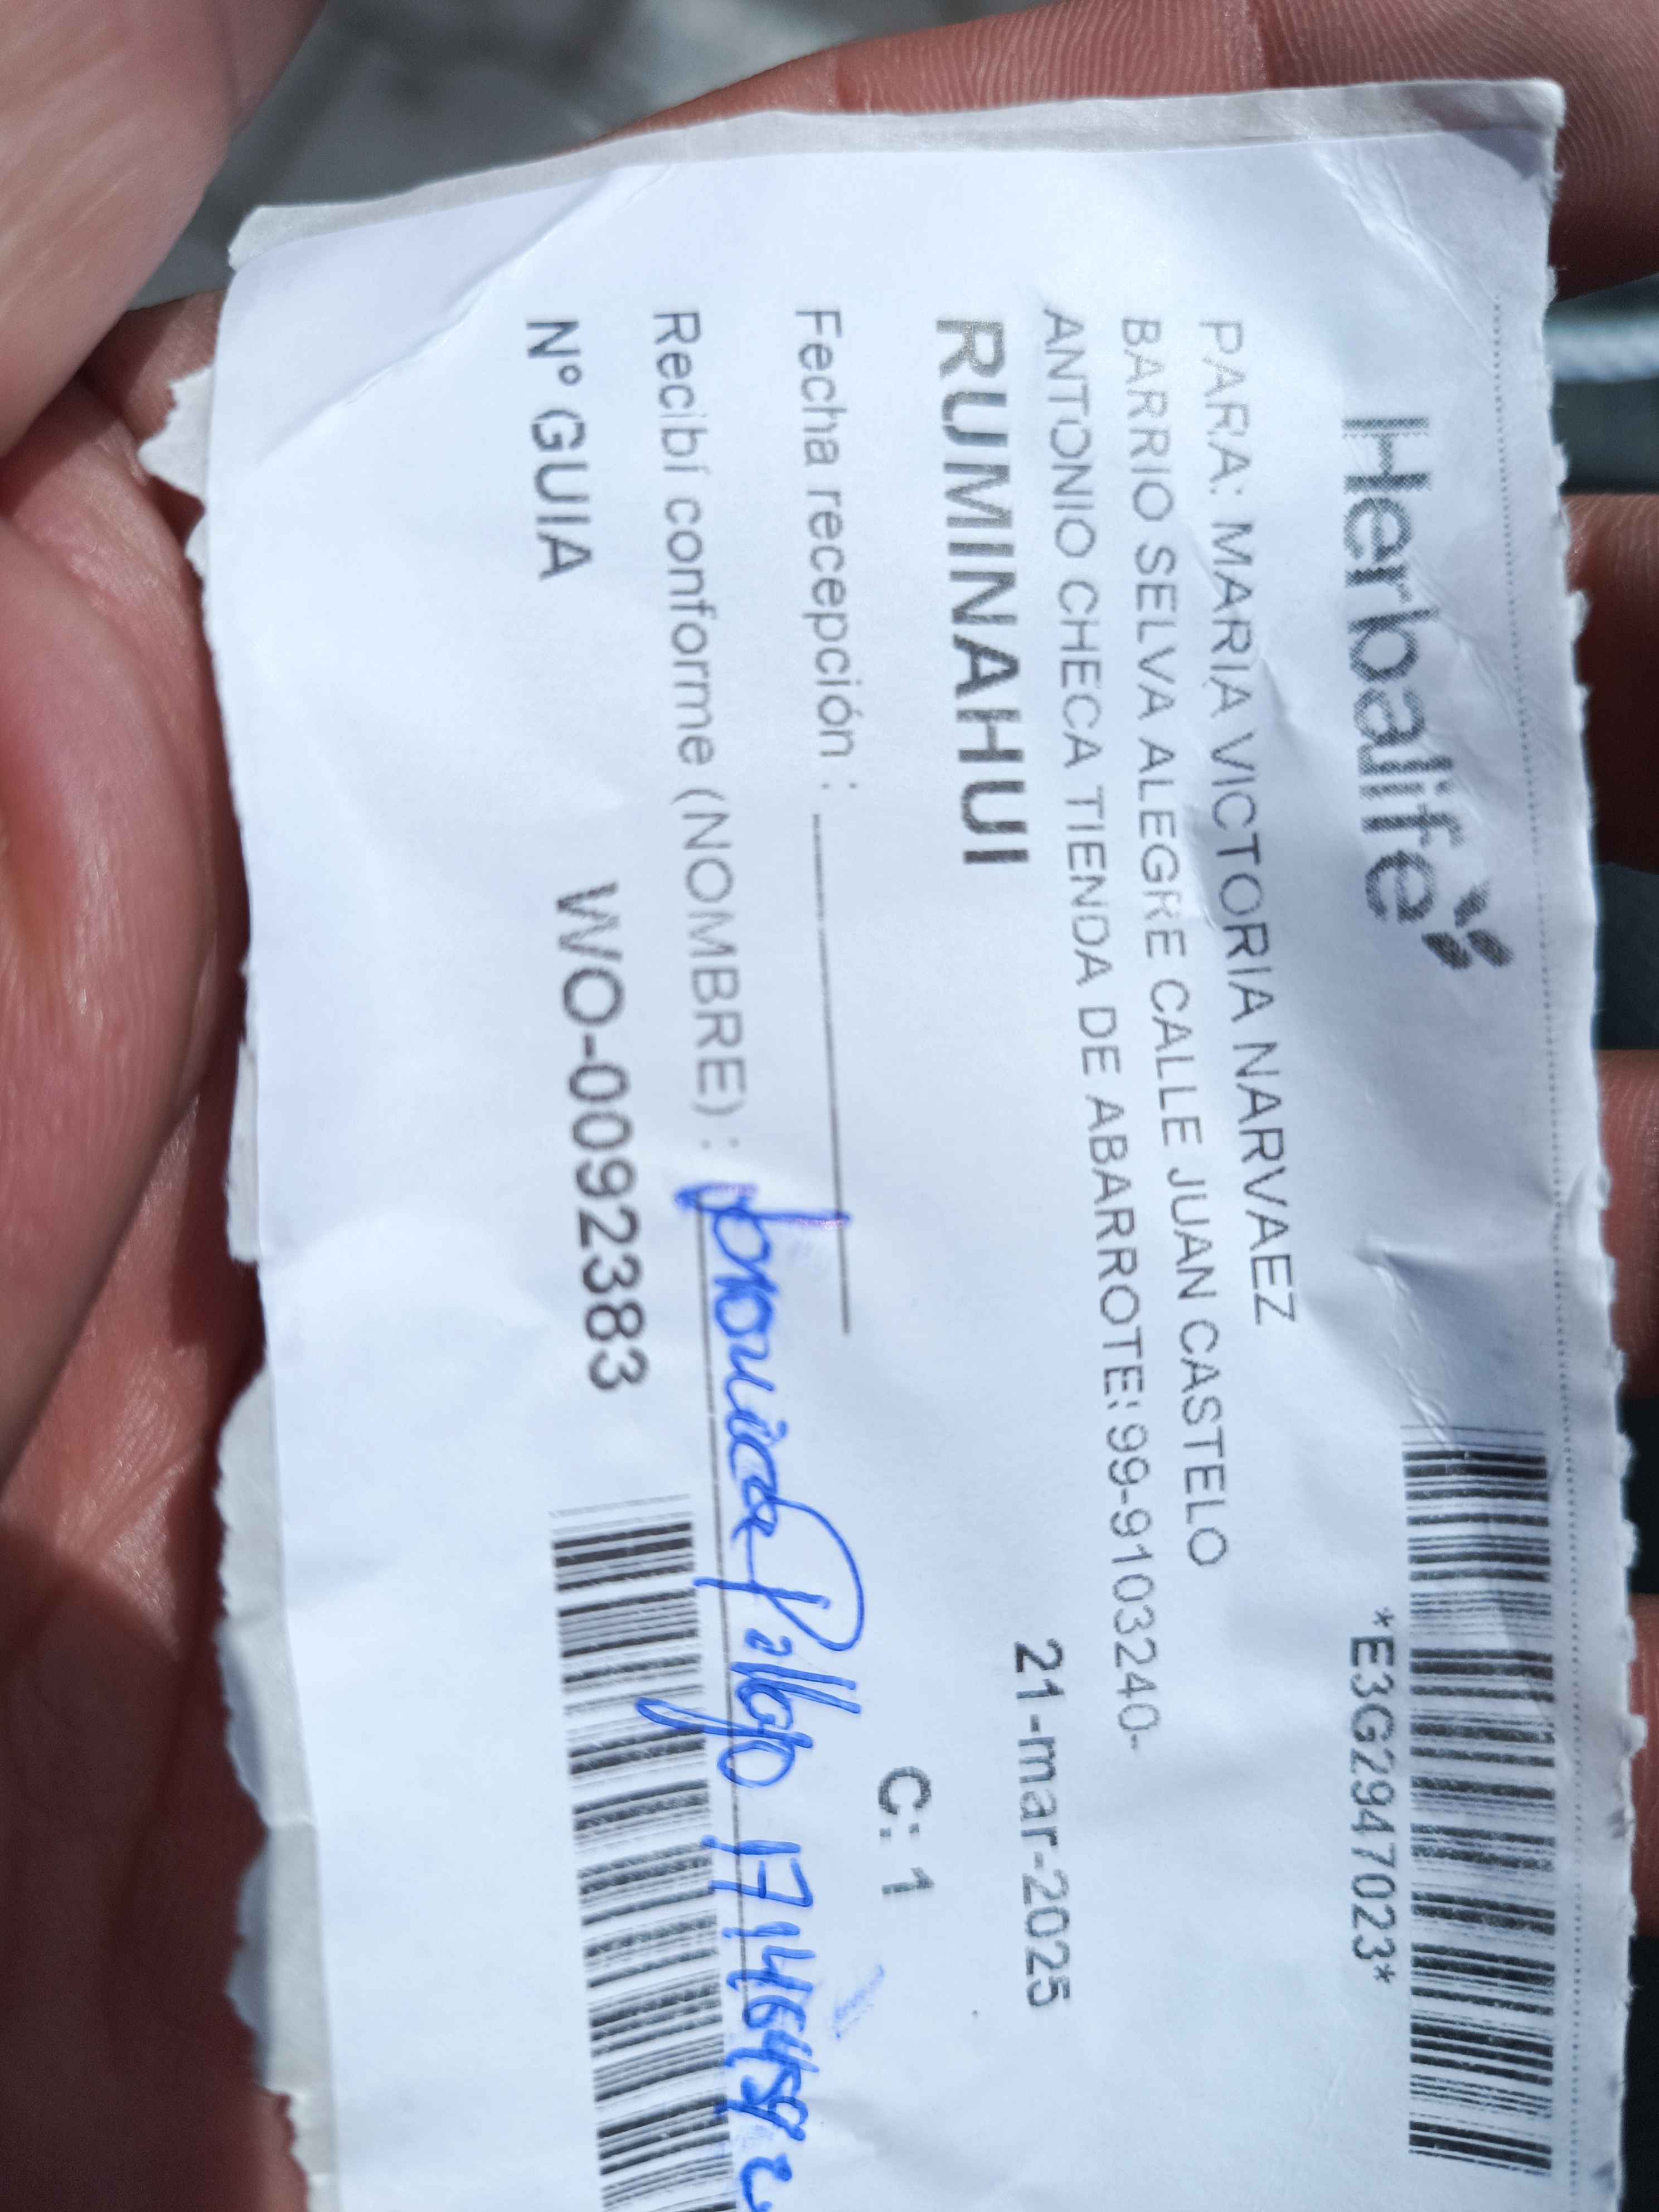 Herbalife
*E3G2947023*
PARA: MARIA VICTORIA NARVAEZ
BARRIO SELVA ALEGRE CALLE JUAN CASTELO
ANTONIO CHECA TIENDA DE ABARROTE: 99-9103240-
RUMINAHUI 21-mar-2025
C: 1
Fecha recepción :
Recibí conforme (NOMBRE) :
N° GUIA WO-0092383